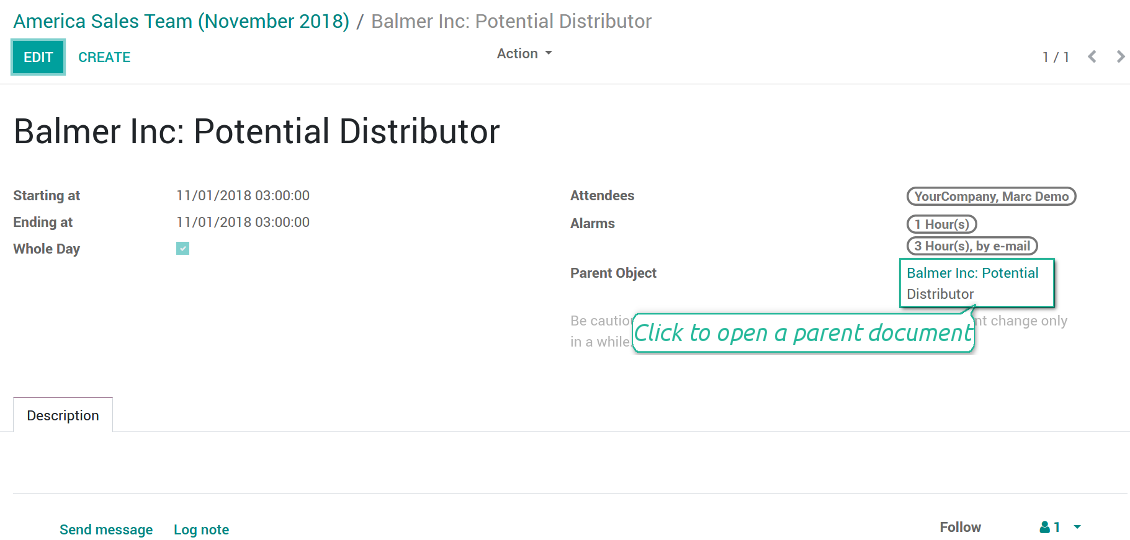 America Sales Team (November 2018) / Balmer Inc: Potential Distributor
EDIT CREATE Action 1 / 1
Balmer Inc: Potential Distributor
Starting at 11/01/2018 03:00:00
Ending at 11/01/2018 03:00:00
Whole Day
Attendees YourCompany, Marc Demo
Alarms 1 Hour(s)
3 Hour(s), by e-mail
Parent Object Balmer Inc: Potential
Distributor
Be change only
in a while
Click to open a parent document
Description
Send message Log note Follow 1